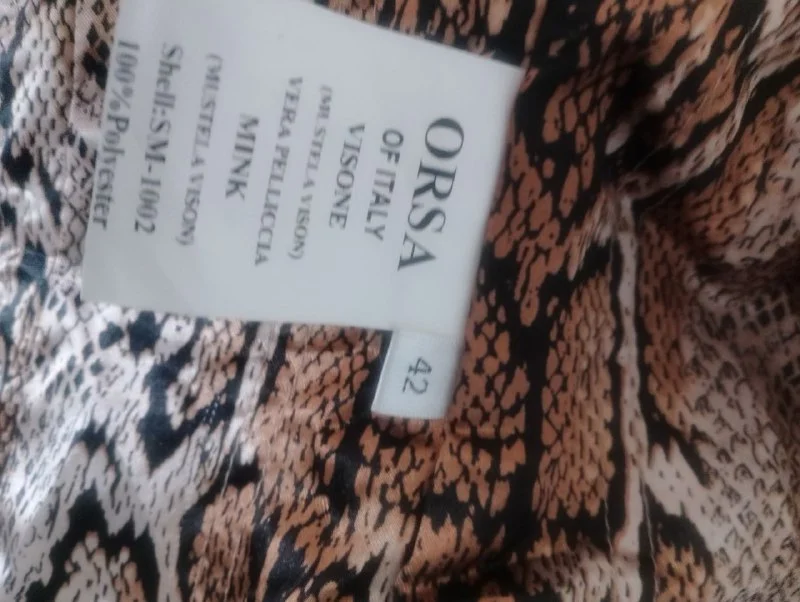 ORSA
OF ITALY
VISONE
(MUSTELA VISON)
VERA PELLICCIA
MINK
(MUSTELA VISON)
Shell:SM-1002
100%Polyester
42